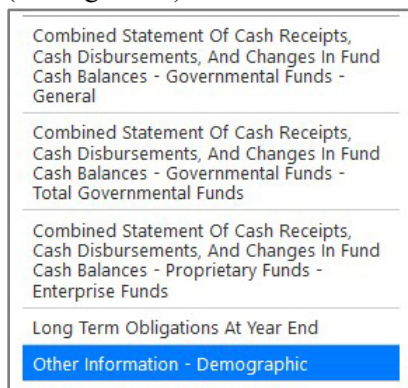 Combined Statement Of Cash Receipts,
Cash Disbursements, And Changes In Fund
Cash Balances - Governmental Funds -
General
Combined Statement Of Cash Receipts,
Cash Disbursements, And Changes In Fund
Cash Balances - Governmental Funds -
Total Governmental Funds
Combined Statement Of Cash Receipts,
Cash Disbursements, And Changes In Fund
Cash Balances - Proprietary Funds -
Enterprise Funds
Long Term Obligations At Year End
Other Information - Demographic